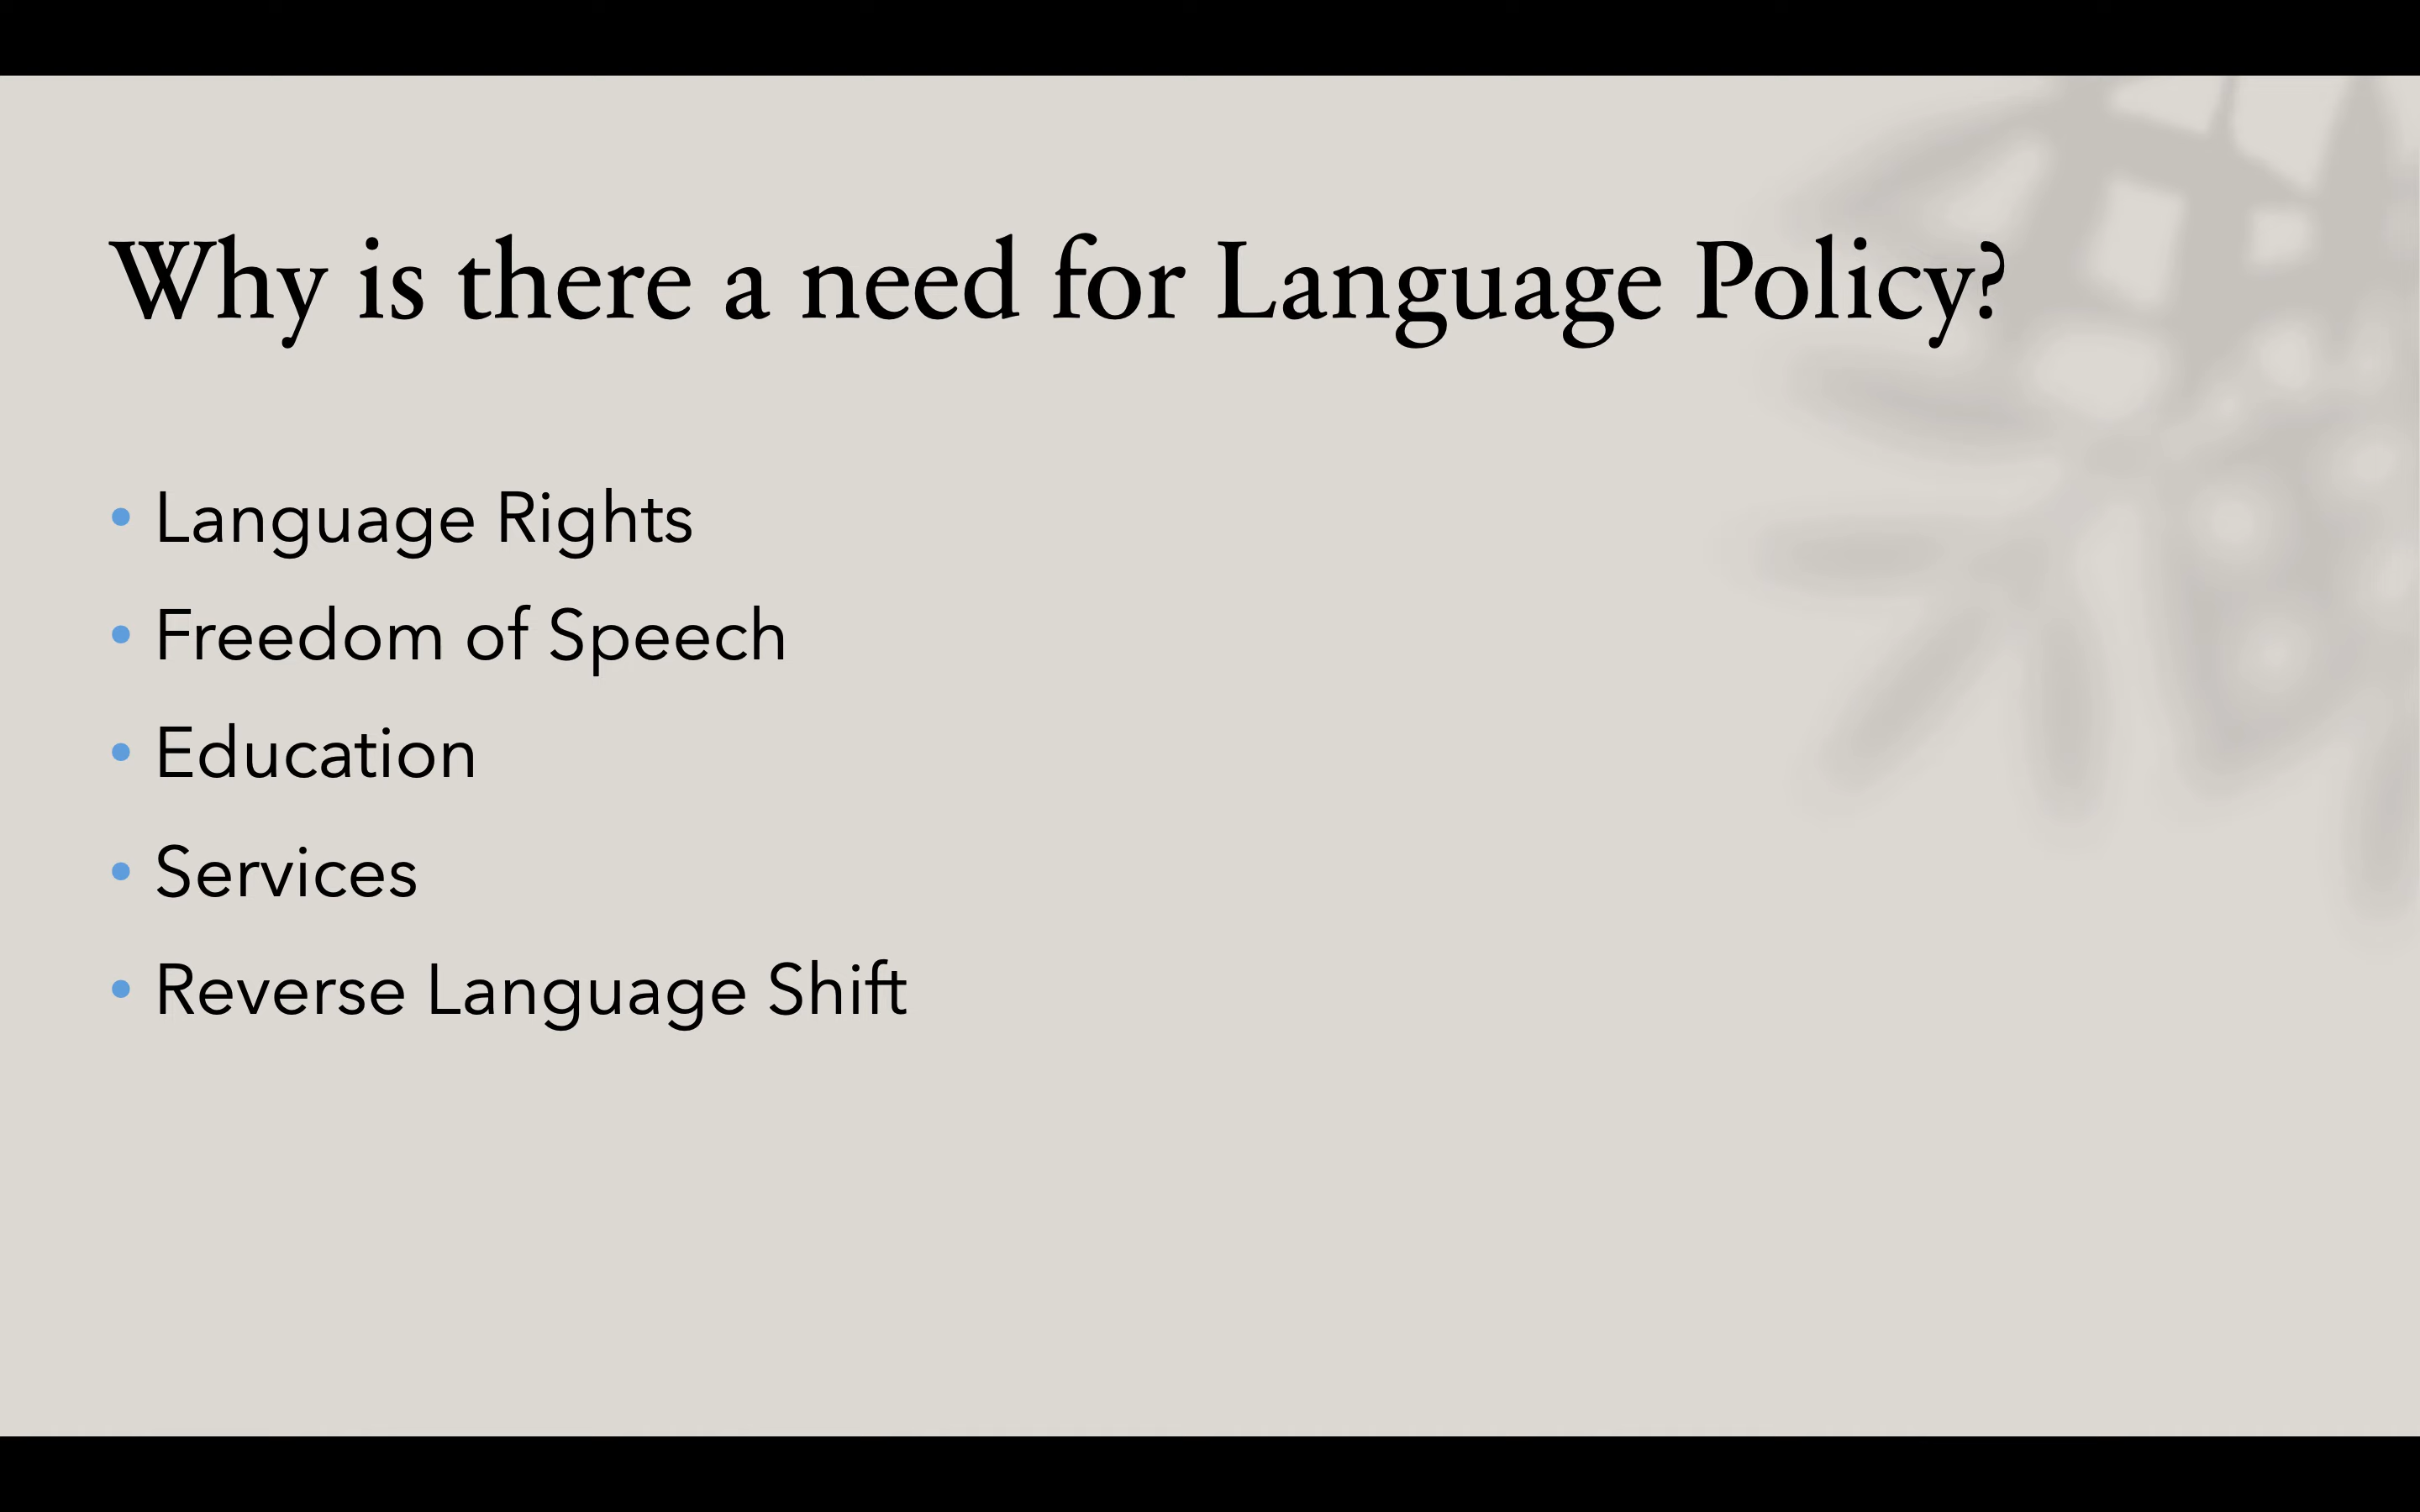 Why is there a need for Language Policy?
• Language Rights
• Freedom of Speech
• Education
• Services
• Reverse Language Shift